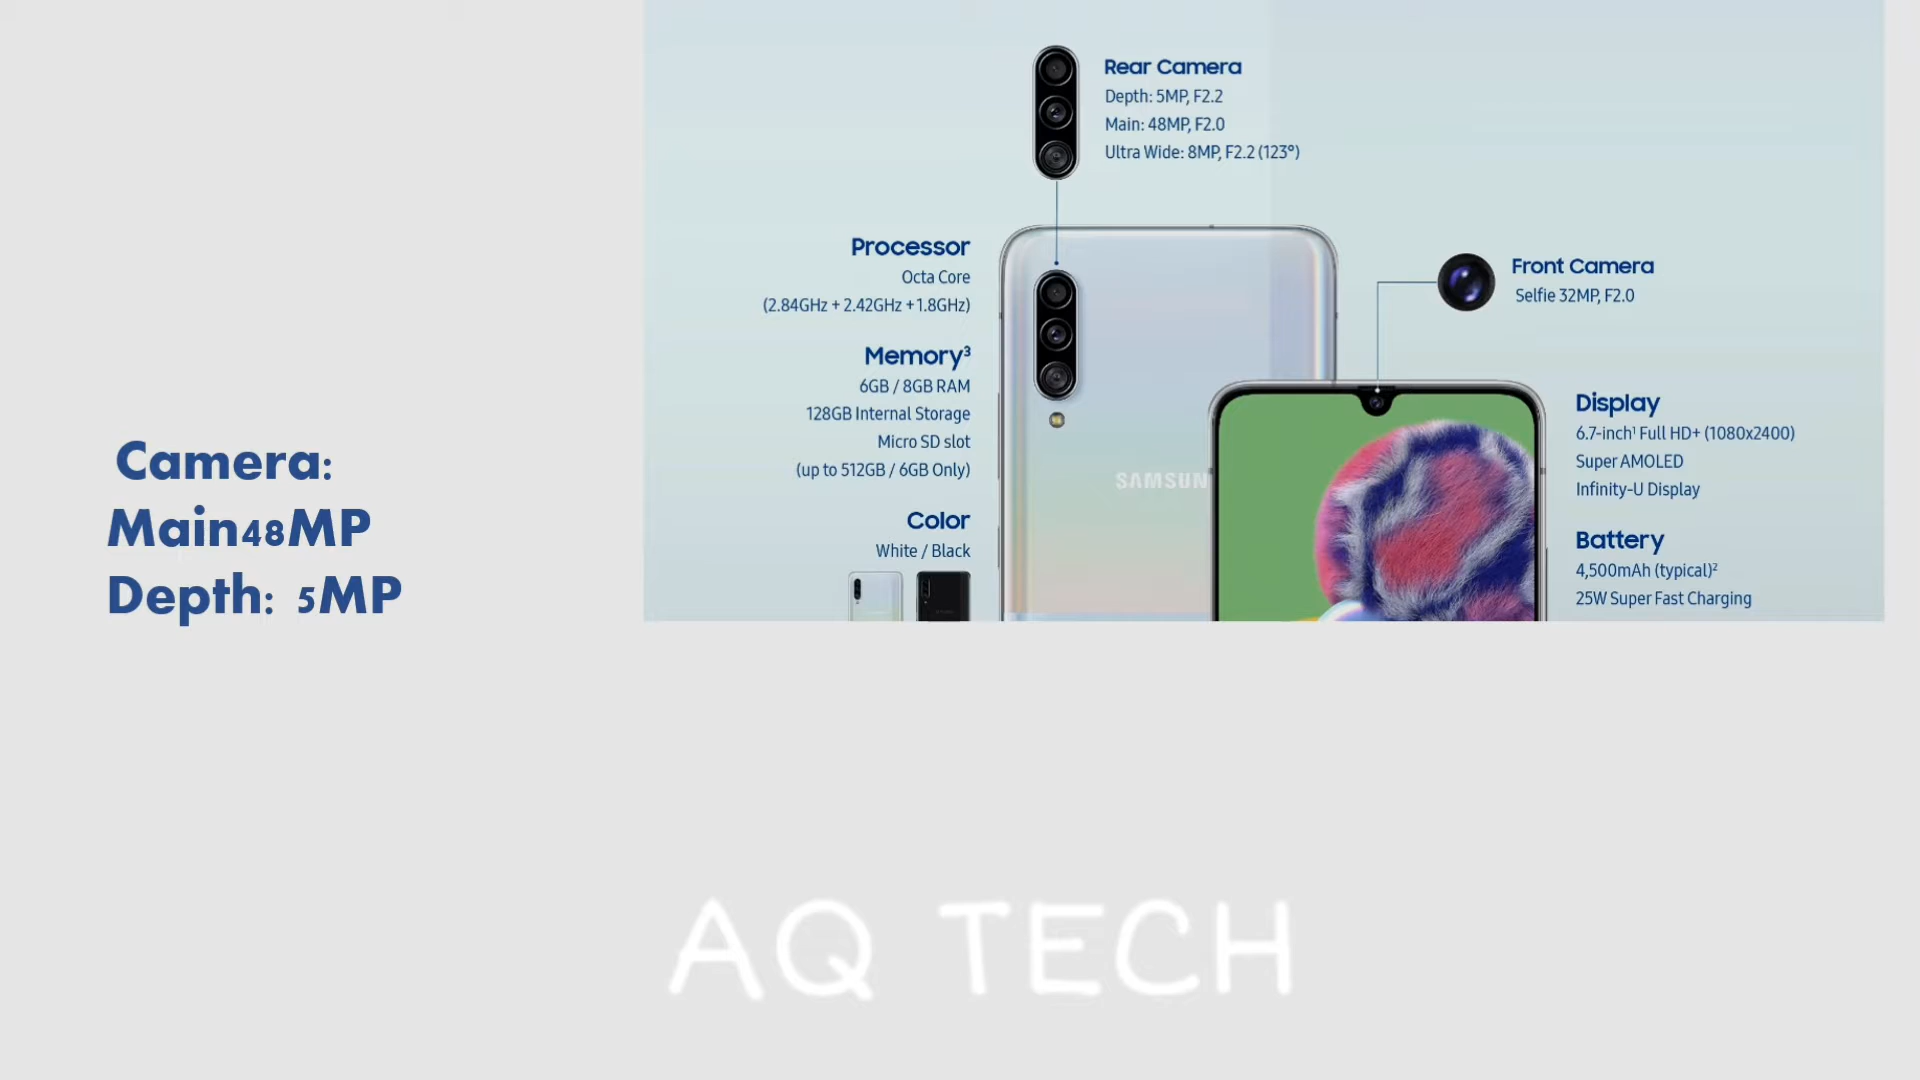 Camera:
Main48MP
Depth: 5MP
Rear Camera
Depth: 5MP, F2.2
Main: 48MP, F2.0
Ultra Wide: 8MP, F2.2 (123°)
Processor
Octa Core
(2.84GHz + 2.42GHz + 1.8GHz)
Memory³
6GB / 8GB RAM
128GB Internal Storage
Micro SD slot
(up to 512GB / 6GB Only)
Color
White / Black
SAMSUN
Front Camera
Selfie 32MP, F2.0
Display
6.7-inch¹ Full HD+ (1080x2400)
Super AMOLED
Infinity-U Display
Battery
4,500mAh (typical)²
25W Super Fast Charging
AQ TECH